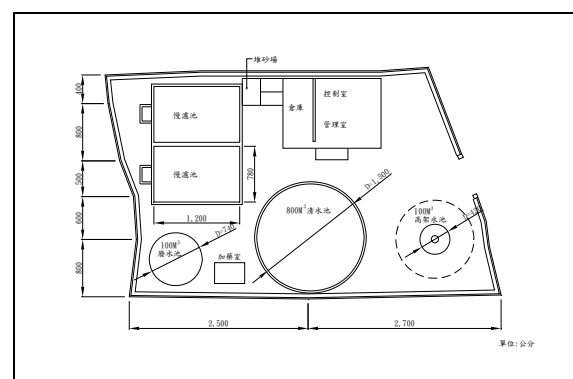 堆砂場
400
800
500
600
800
慢濾池
慢濾池
倉庫
控制室
管理室
780
1,200
D=1,500
800M³清水池
100M³
高架水池
D=740
100M³
廢水池
加藥室
2.500
2.700
單位:公分